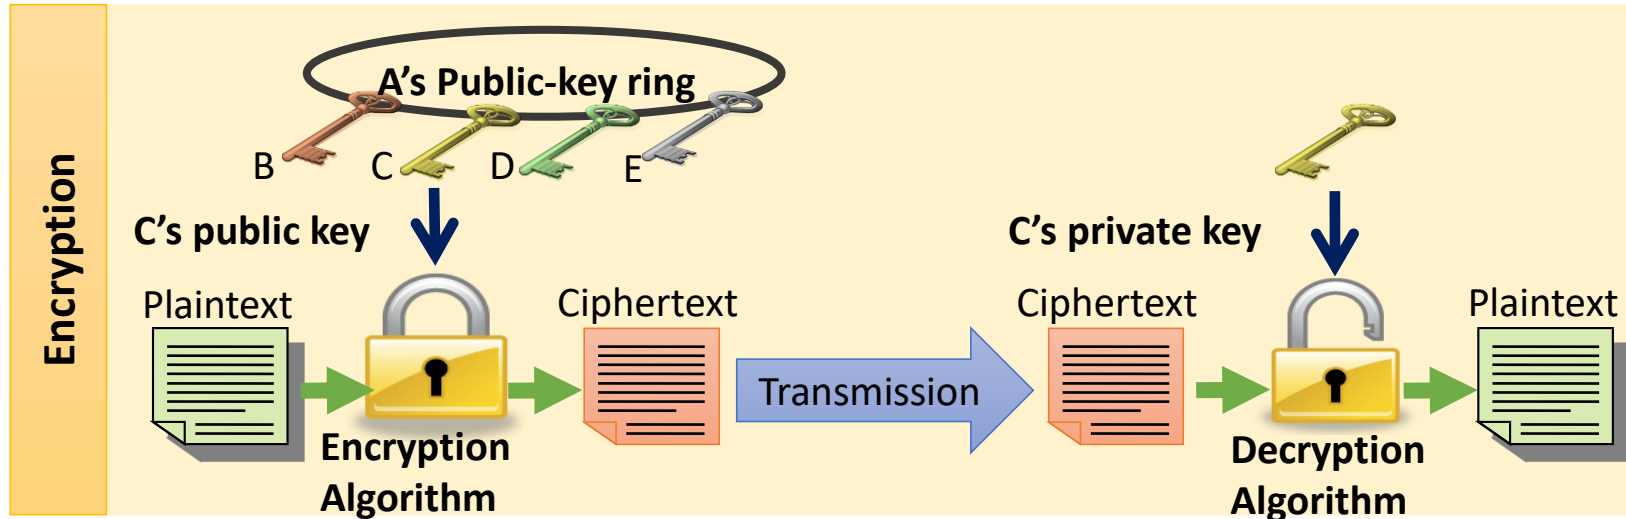 Encryption
A’s Public-key ring
B
C
D
E
C’s public key
C’s private key
Plaintext
Ciphertext
Ciphertext
Plaintext
Transmission
Encryption
Algorithm
Decryption
Algorithm